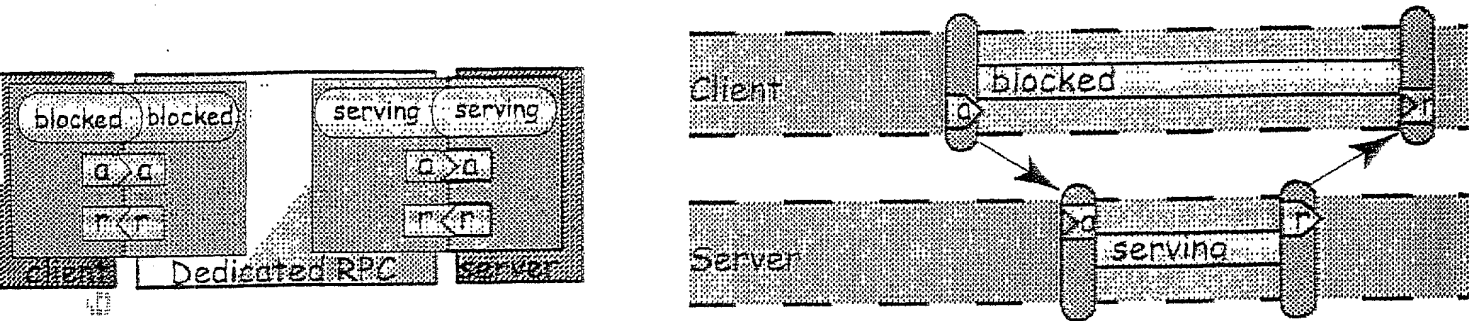 blocked blocked
a a
r r
client
serving serving
a a
r r
Dedicated RPC
server
Client
blocked
a
r
Server
a
serving
r